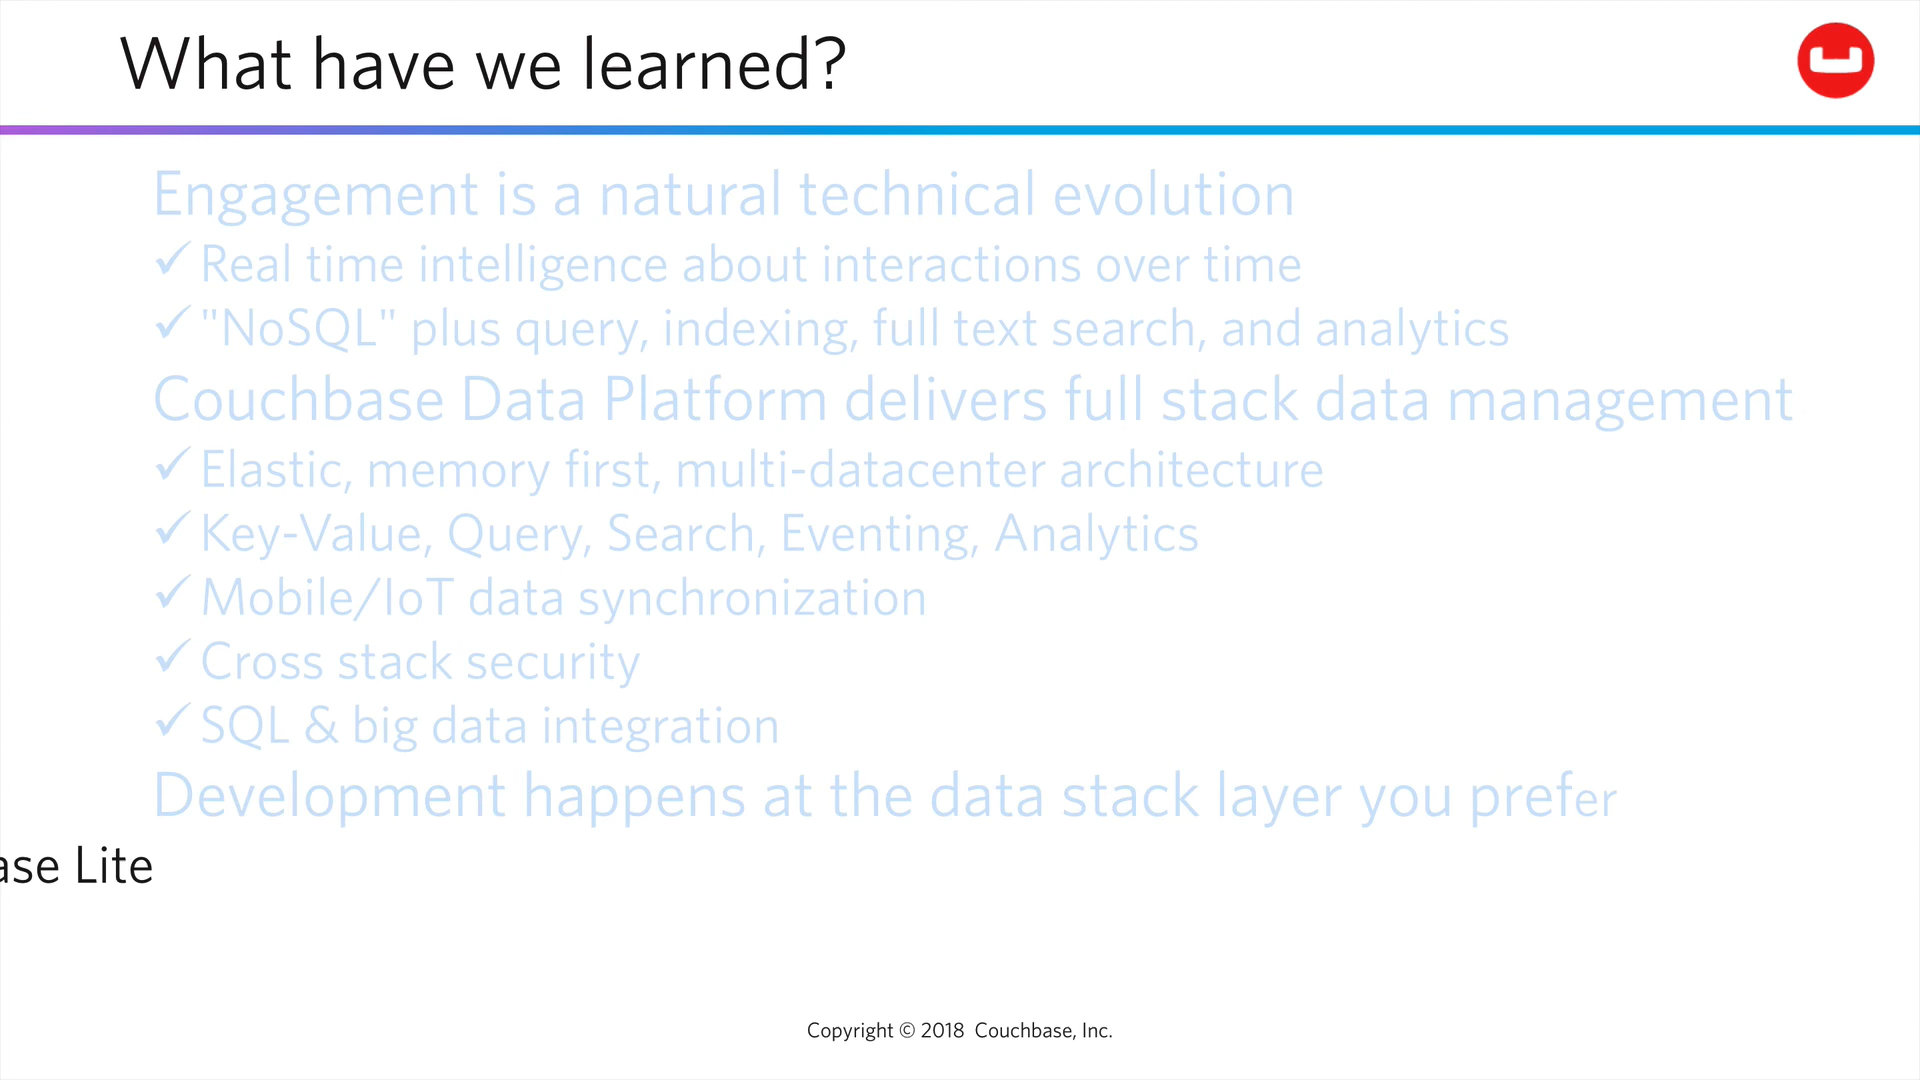 What have we learned?
Engagement is a natural technical evolution
✓ Real time intelligence about interactions over time
✓ "NoSQL" plus query, indexing, full text search, and analytics
Couchbase Data Platform delivers full stack data management
✓ Elastic, memory first, multi-datacenter architecture
✓ Key-Value, Query, Search, Eventing, Analytics
✓ Mobile/IoT data synchronization
✓ Cross stack security
✓ SQL & big data integration
Development happens at the data stack layer you prefer
ase Lite
Copyright © 2018 Couchbase, Inc.